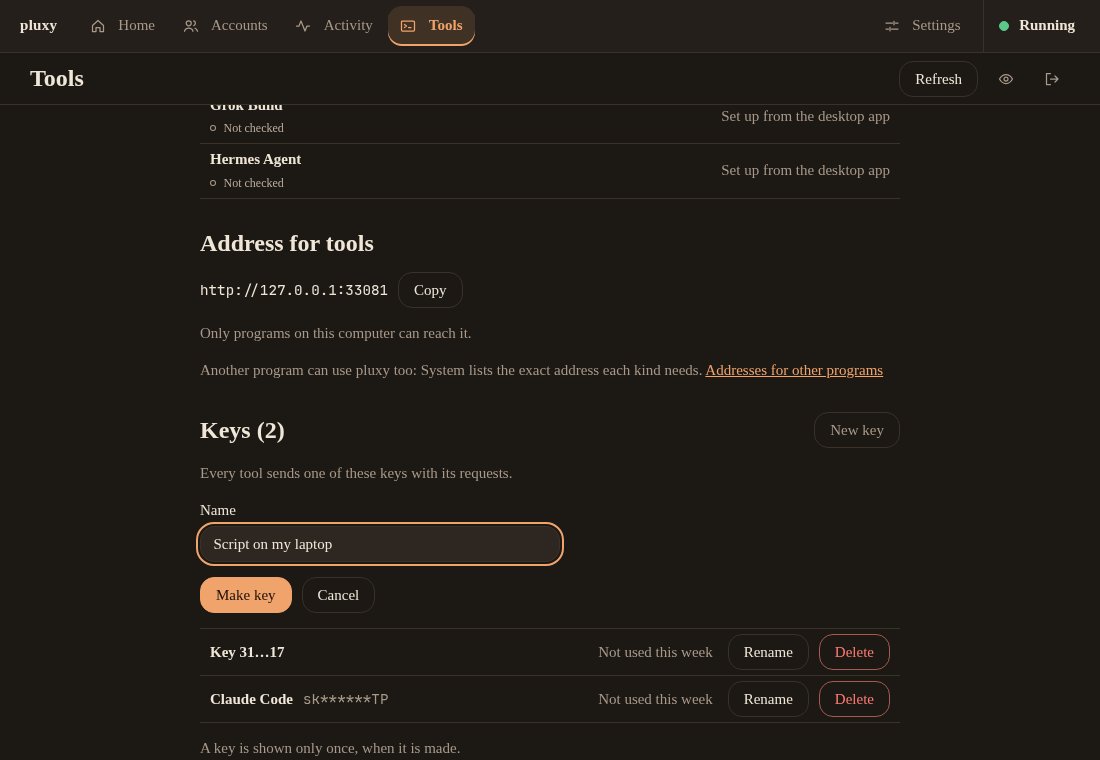 pluxy
Home
Accounts
Activity
Tools
Settings
Running
Tools
Refresh
Grok Build
Not checked
Set up from the desktop app
Hermes Agent
Not checked
Set up from the desktop app
Address for tools
http://127.0.0.1:33081
Copy
Only programs on this computer can reach it.
Another program can use pluxy too: System lists the exact address each kind needs. Addresses for other programs
Keys (2)
New key
Every tool sends one of these keys with its requests.
Name
Script on my laptop
Make key
Cancel
Key 31…17
Not used this week
Rename
Delete
Claude Code sk******TP
Not used this week
Rename
Delete
A key is shown only once, when it is made.